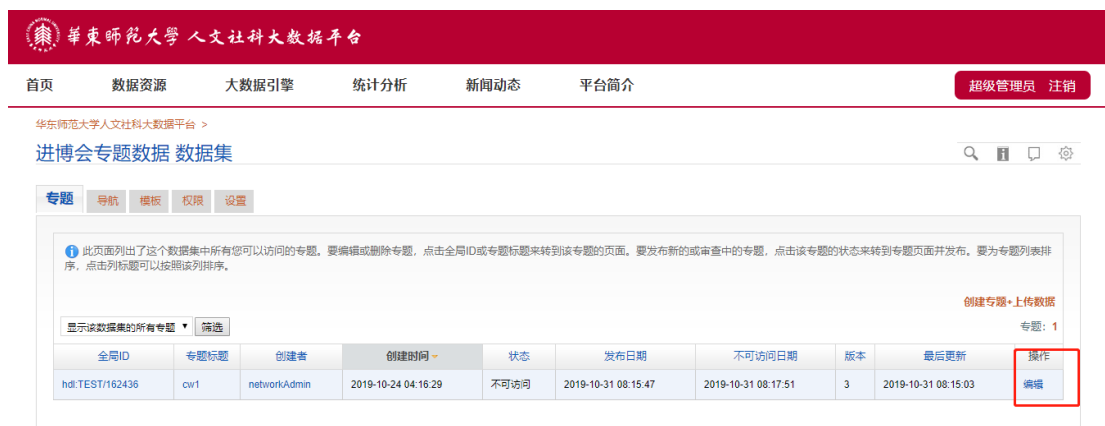 華東師範大學 人文社科大数据平台
首页 数据资源 大数据引擎 统计分析 新闻动态 平台简介 超级管理员 注销
华东师范大学人文社科大数据平台 >
进博会专题数据 数据集
专题 导航 模板 权限 设置
此页面列出了这个数据集中所有您可以访问的专题。要编辑或删除专题，点击全局ID或专题标题来转到该专题的页面。要发布新的或审查中的专题，点击该专题的状态来转到专题页面并发布。要为专题列表排
序，点击列标题可以按照该列排序。
创建专题+上传数据
显示该数据集的所有专题 筛选 专题：1
全局ID 专题标题 创建者 创建时间 状态 发布日期 不可访问日期 版本 最后更新 操作
hdl:TEST/162436 cw1 networkAdmin 2019-10-24 04:16:29 不可访问 2019-10-31 08:15:47 2019-10-31 08:17:51 3 2019-10-31 08:15:03 编辑